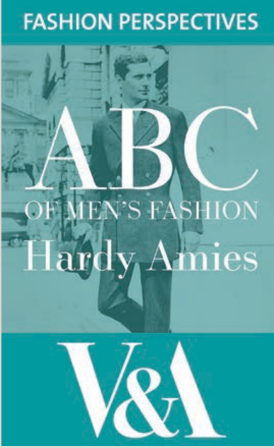 FASHION PERSPECTIVES
ABC
OF MEN'S FASHION
Hardy Amies
V&A